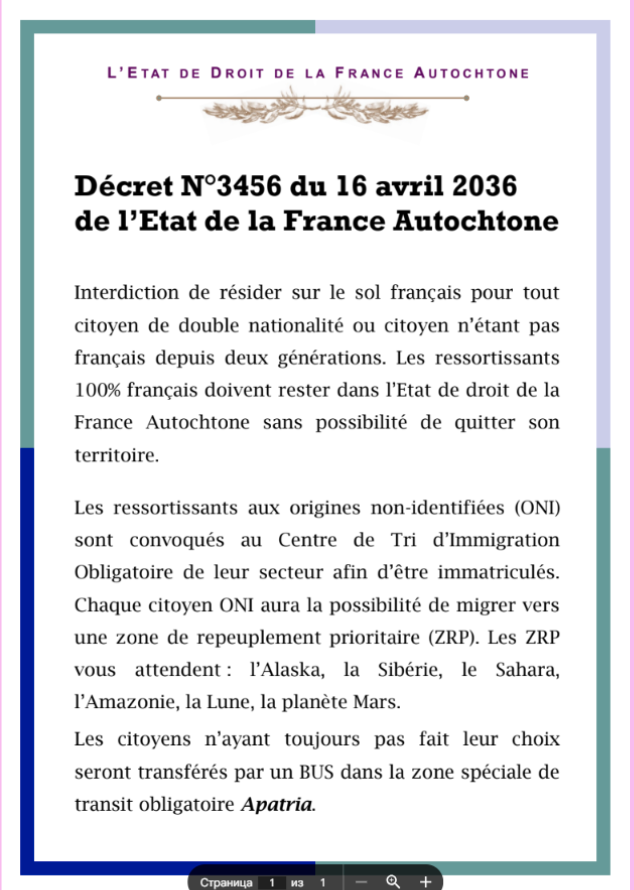 L'ETAT DE DROIT DE LA FRANCE AUTOCHTONE
Décret N°3456 du 16 avril 2036
de l'Etat de la France Autochtone
Interdiction de résider sur le sol français pour tout
citoyen de double nationalité ou citoyen n'étant pas
français depuis deux générations. Les ressortissants
100% français doivent rester dans l'Etat de droit de la
France Autochtone sans possibilité de quitter son
territoire.
Les ressortissants aux origines non-identifiées (ONI)
sont convoqués au Centre de Tri d'Immigration
Obligatoire de leur secteur afin d'être immatriculés.
Chaque citoyen ONI aura la possibilité de migrer vers
une zone de repeuplement prioritaire (ZRP). Les ZRP
vous attendent : l'Alaska, la Sibérie, le Sahara,
l'Amazonie, la Lune, la planète Mars.
Les citoyens n'ayant toujours pas fait leur choix
seront transférés par un BUS dans la zone spéciale de
transit obligatoire Apatria.
Страница 1 из 1